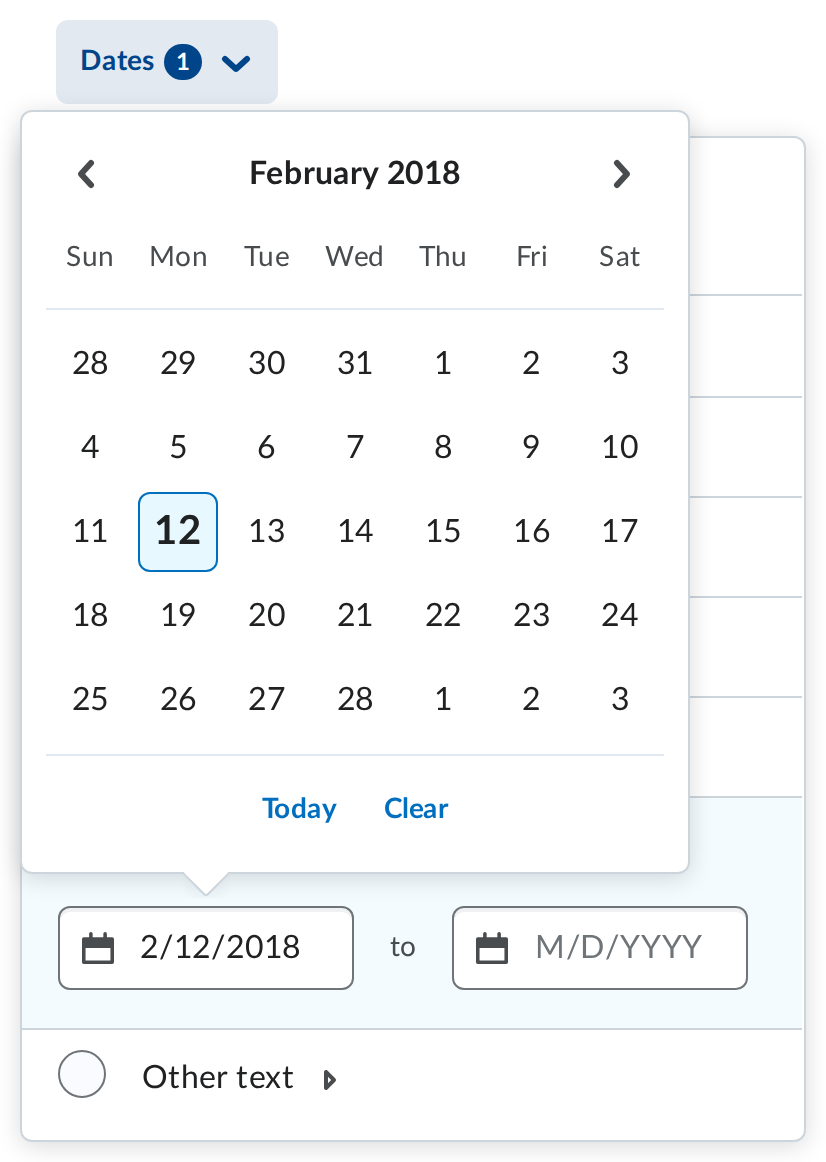 Dates 1
February 2018
Sun Mon Tue Wed Thu Fri Sat
28 29 30 31 1 2 3
4 5 6 7 8 9 10
11 12 13 14 15 16 17
18 19 20 21 22 23 24
25 26 27 28 1 2 3
Today Clear
2/12/2018 to M/D/YYYY
Other text